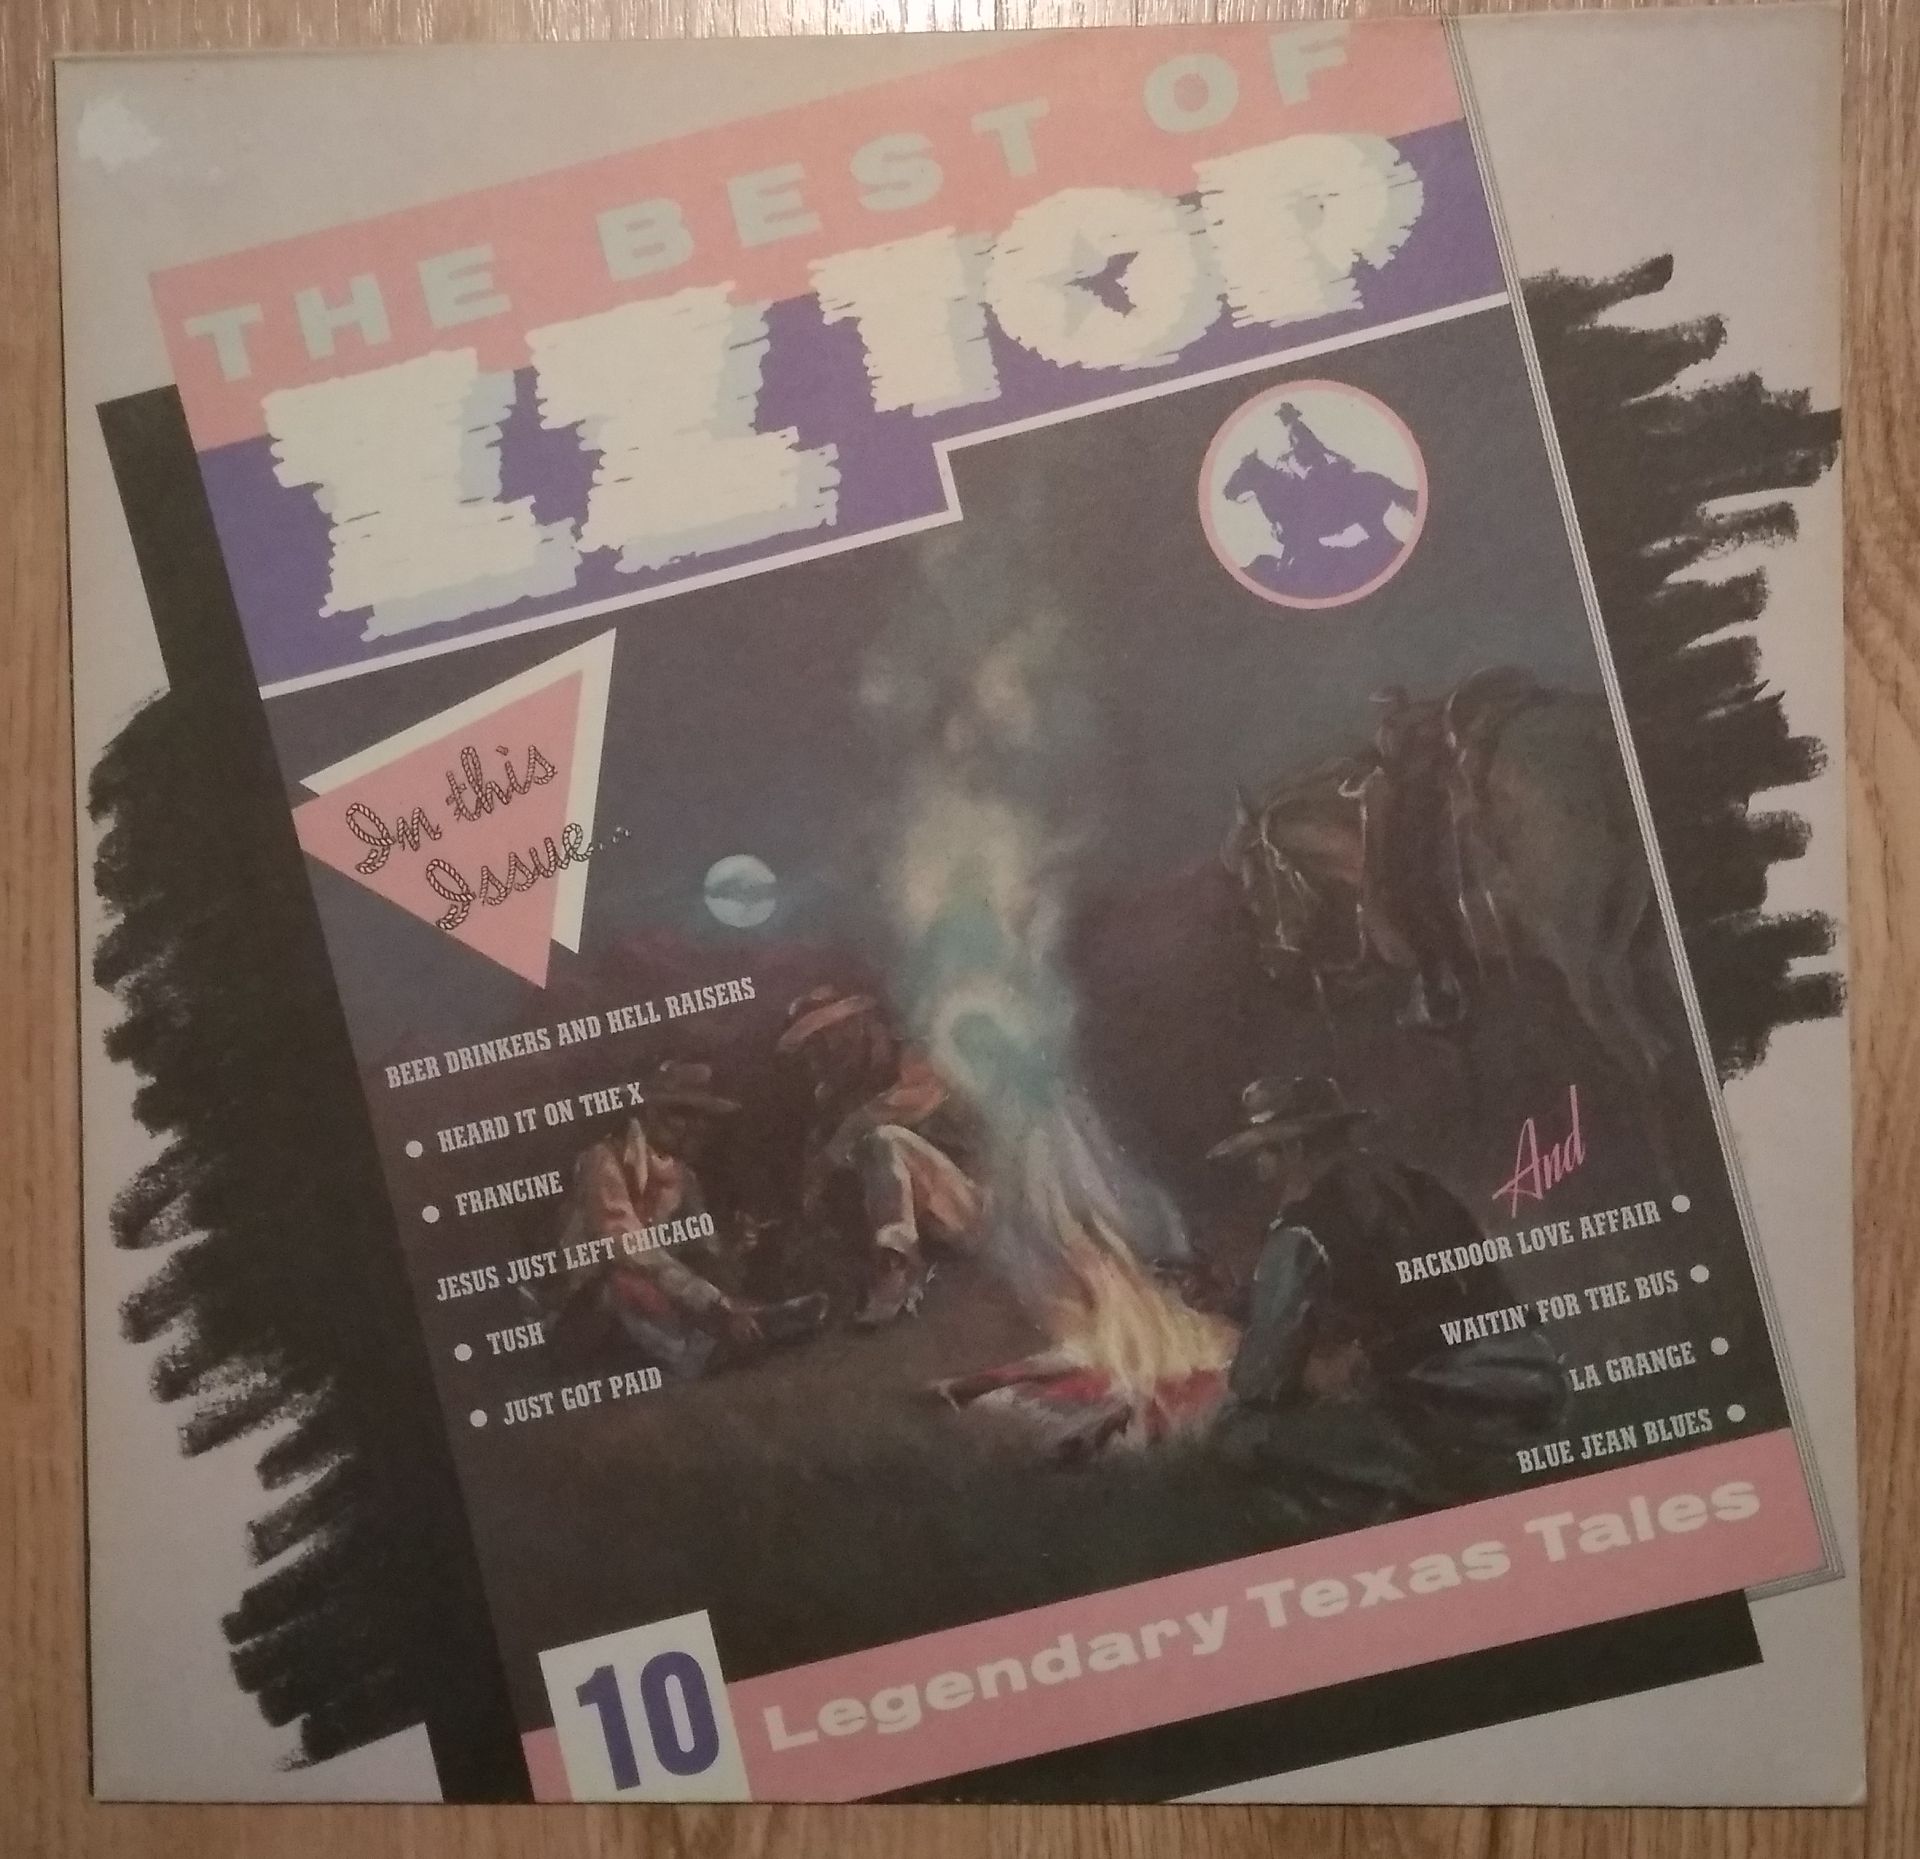 THE BEST OF
ZZ TOP
In this
Issue...
BEER DRINKERS AND HELL RAISERS
HEARD IT ON THE X
FRANCINE
JESUS JUST LEFT CHICAGO
TUSH
JUST GOT PAID
And
BACKDOOR LOVE AFFAIR
WAITIN' FOR THE BUS
LA GRANGE
BLUE JEAN BLUES
10 Legendary Texas Tales